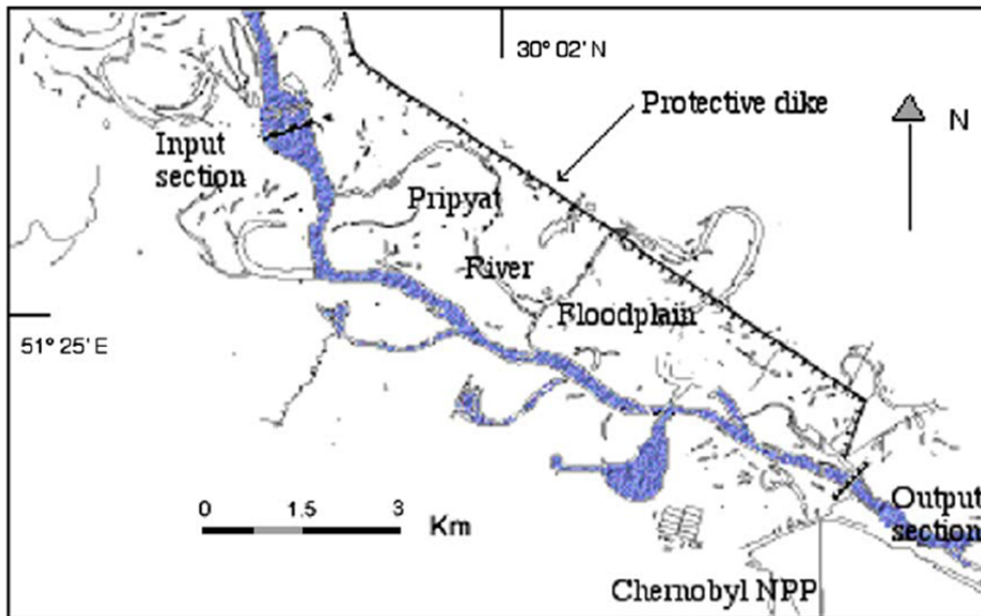 30° 02' N
Protective dike
N
Input
section
Pripyat
River
Floodplain
51° 25' E
0 1.5 3
Km
Output
section
Chernobyl NPP